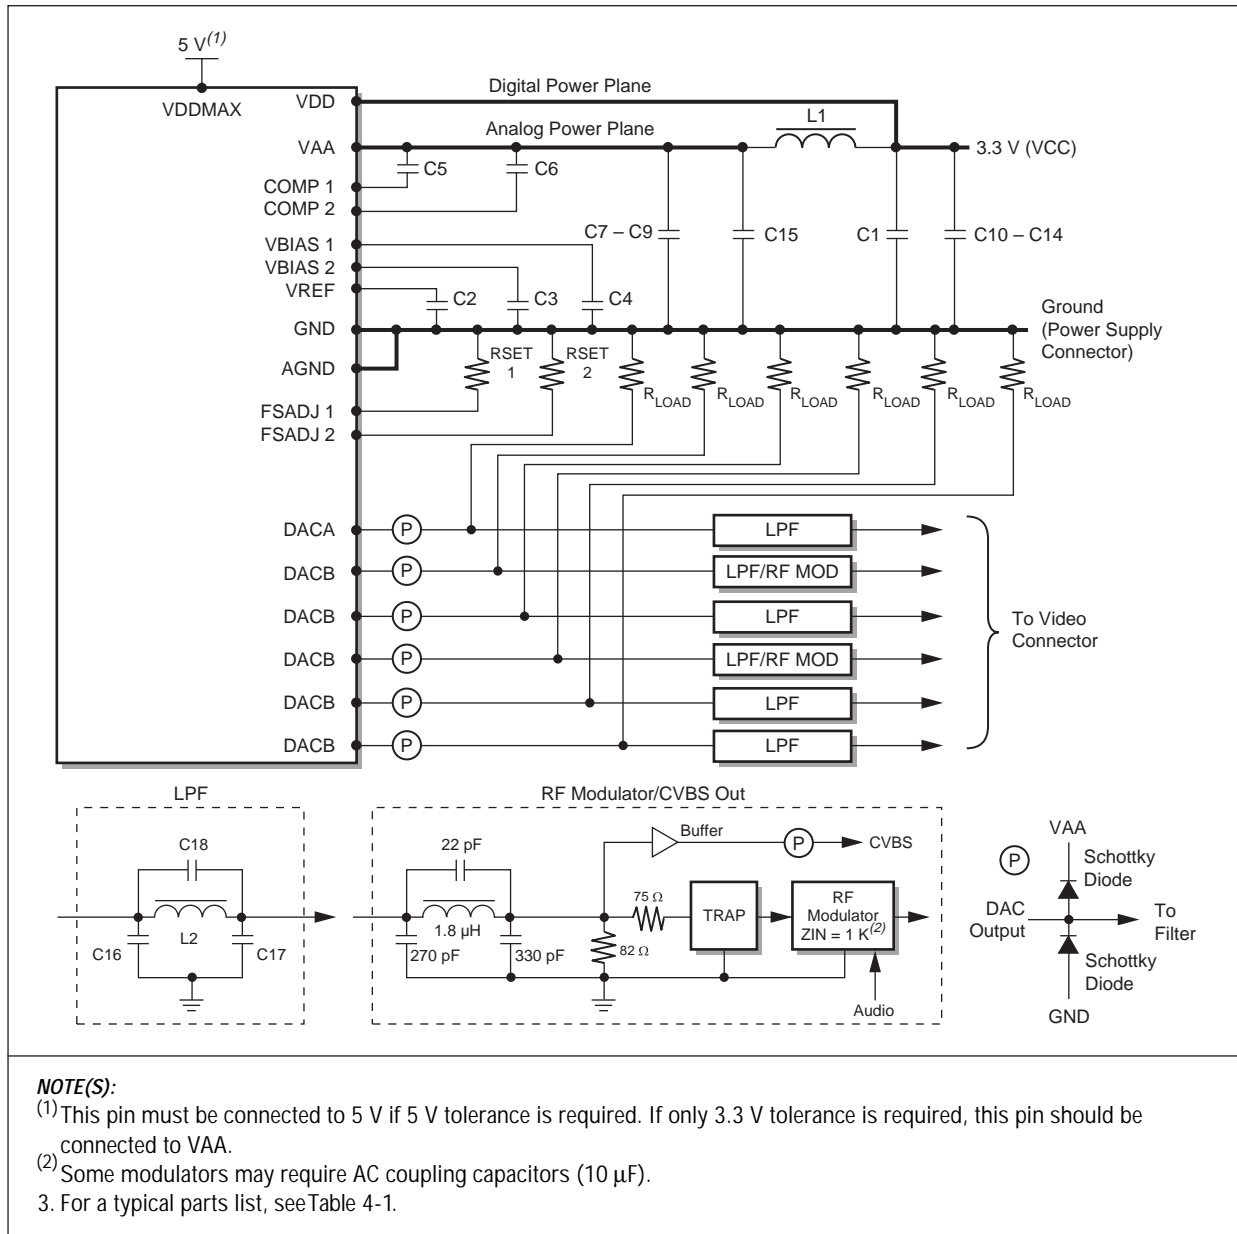 5 V(1)
VDDMAX
VDD
Digital Power Plane
L1
VAA
Analog Power Plane
3.3 V (VCC)
C5
C6
COMP 1
COMP 2
C7 – C9
C15
C1
C10 – C14
VBIAS 1
VBIAS 2
VREF
C2
C3
C4
GND
Ground
(Power Supply
Connector)
AGND
RSET
1
RSET
2
RLOAD
RLOAD
RLOAD
RLOAD
RLOAD
RLOAD
FSADJ 1
FSADJ 2
DACA
P
LPF
DACB
P
LPF/RF MOD
DACB
P
LPF
To Video
Connector
DACB
P
LPF/RF MOD
DACB
P
LPF
DACB
P
LPF
LPF
C18
L2
C16
C17
RF Modulator/CVBS Out
22 pF
1.8 µH
270 pF
330 pF
Buffer
P
CVBS
75 Ω
82 Ω
TRAP
RF
Modulator
ZIN = 1 K(2)
Audio
P
VAA
Schottky
Diode
DAC
Output
To
Filter
Schottky
Diode
GND
NOTE(S):
(1) This pin must be connected to 5 V if 5 V tolerance is required. If only 3.3 V tolerance is required, this pin should be
connected to VAA.
(2) Some modulators may require AC coupling capacitors (10 µF).
3. For a typical parts list, see Table 4-1.